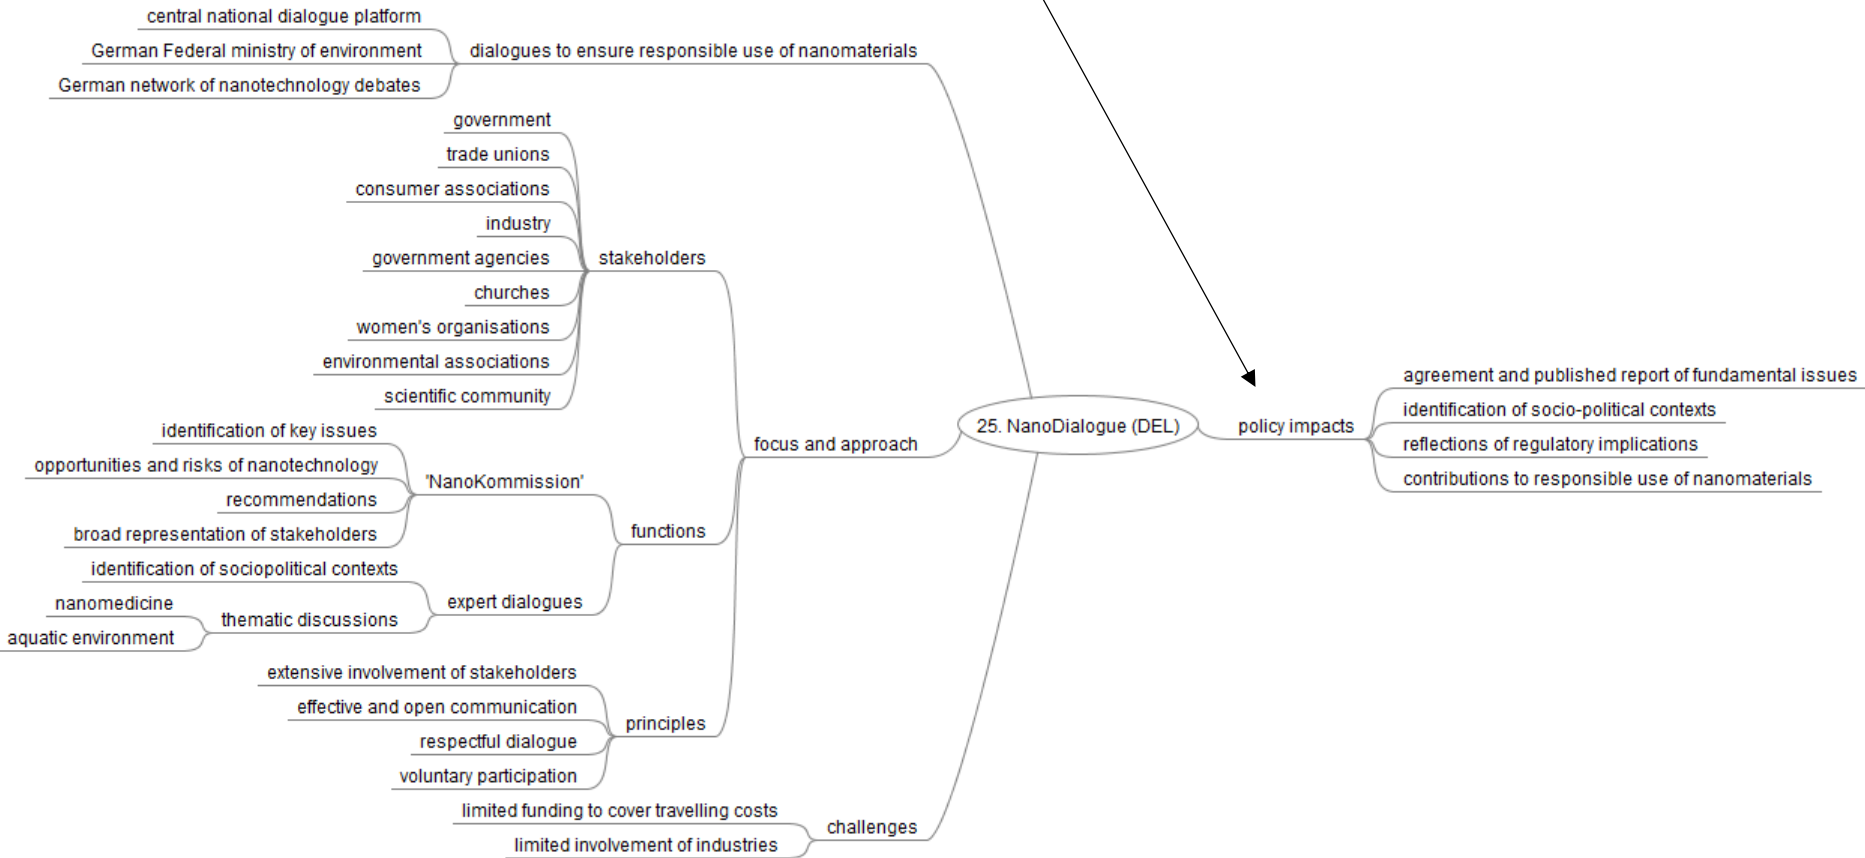 central national dialogue platform
German Federal ministry of environment
German network of nanotechnology debates
dialogues to ensure responsible use of nanomaterials
government
trade unions
consumer associations
industry
government agencies
churches
women's organisations
environmental associations
scientific community
stakeholders
identification of key issues
opportunities and risks of nanotechnology
recommendations
broad representation of stakeholders
'NanoKommission'
identification of sociopolitical contexts
nanomedicine
aquatic environment
thematic discussions
expert dialogues
functions
extensive involvement of stakeholders
effective and open communication
respectful dialogue
voluntary participation
principles
focus and approach
limited funding to cover travelling costs
limited involvement of industries
challenges
25. NanoDialogue (DEL)
policy impacts
agreement and published report of fundamental issues
identification of socio-political contexts
reflections of regulatory implications
contributions to responsible use of nanomaterials